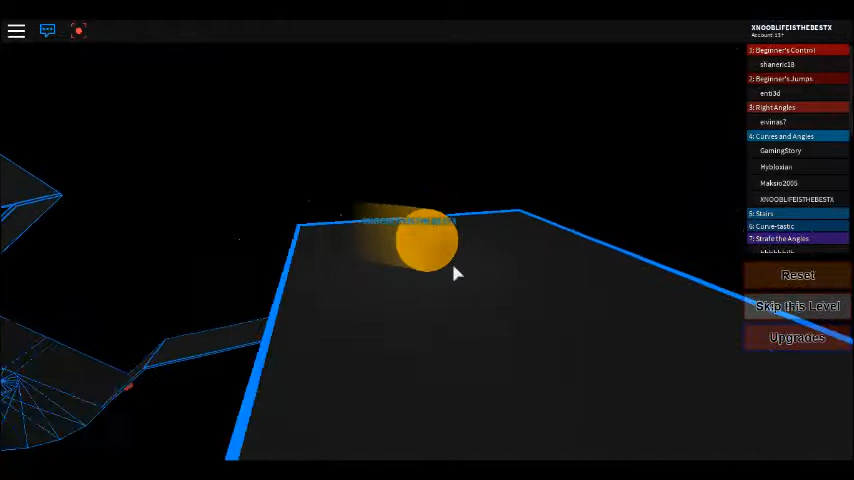 XNOOBLIFEISTHEBESTX
Account: 13+
1: Beginner's Control
shaneric18
2: Beginner's Jumps
enti3d
3: Right Angles
eivinas7
4: Curves and Angles
GamingStory
Hybloxian
Maksio2005
XNOOBLIFEISTHEBESTX
5: Stairs
6: Curve-tastic
7: Strafe the Angles
Reset
Skip this Level
Upgrades